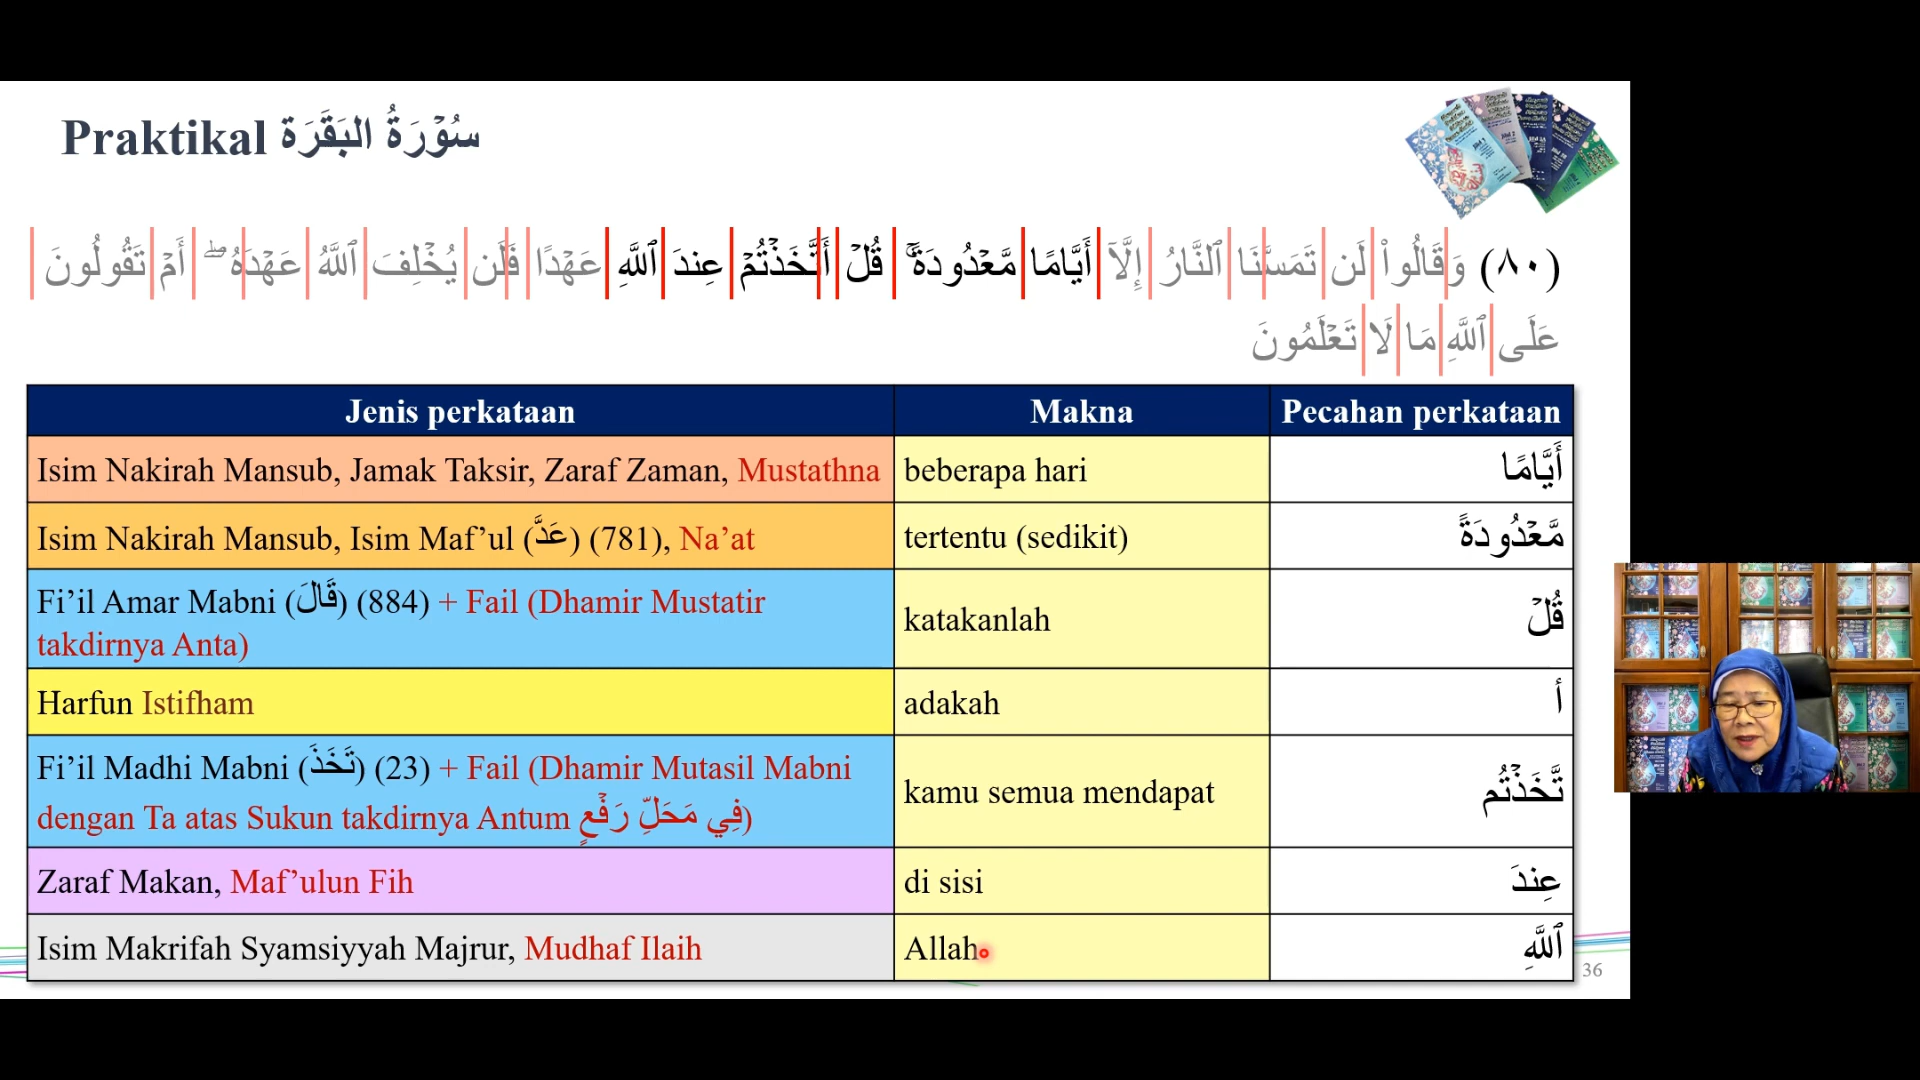 Praktikal سُوْرَةُ البَقَرَة
(٨٠) وَقَالُوا۟ لَن تَمَسَّنَا ٱلنَّارُ إِلَّآ أَيَّامًا مَّعْدُودَةً ۚ قُلْ أَتَّخَذْتُمْ عِندَ ٱللَّهِ عَهْدًا فَلَن يُخْلِفَ ٱللَّهُ عَهْدَهُۥٓ ۖ أَمْ تَقُولُونَ
عَلَى ٱللَّهِ مَا لَا تَعْلَمُونَ
Jenis perkataan Makna Pecahan perkataan
Isim Nakirah Mansub, Jamak Taksir, Zaraf Zaman, Mustathna beberapa hari أَيَّامًا
Isim Nakirah Mansub, Isim Maf’ul (عَدَّ) (781), Na’at tertentu (sedikit) مَّعْدُودَةً
Fi’il Amar Mabni (قَالَ) (884) + Fail (Dhamir Mustatir
takdirnya Anta) katakanlah قُلْ
Harfun Istifham adakah أَ
Fi’il Madhi Mabni (تَخَذَ) (23) + Fail (Dhamir Mutasil Mabni
dengan Ta atas Sukun takdirnya Antum فِي مَحَلِّ رَفْعٍ) kamu semua mendapat تَّخَذْتُم
Zaraf Makan, Maf’ulun Fih di sisi عِندَ
Isim Makrifah Syamsiyyah Majrur, Mudhaf Ilaih Allah ٱللَّهِ
36